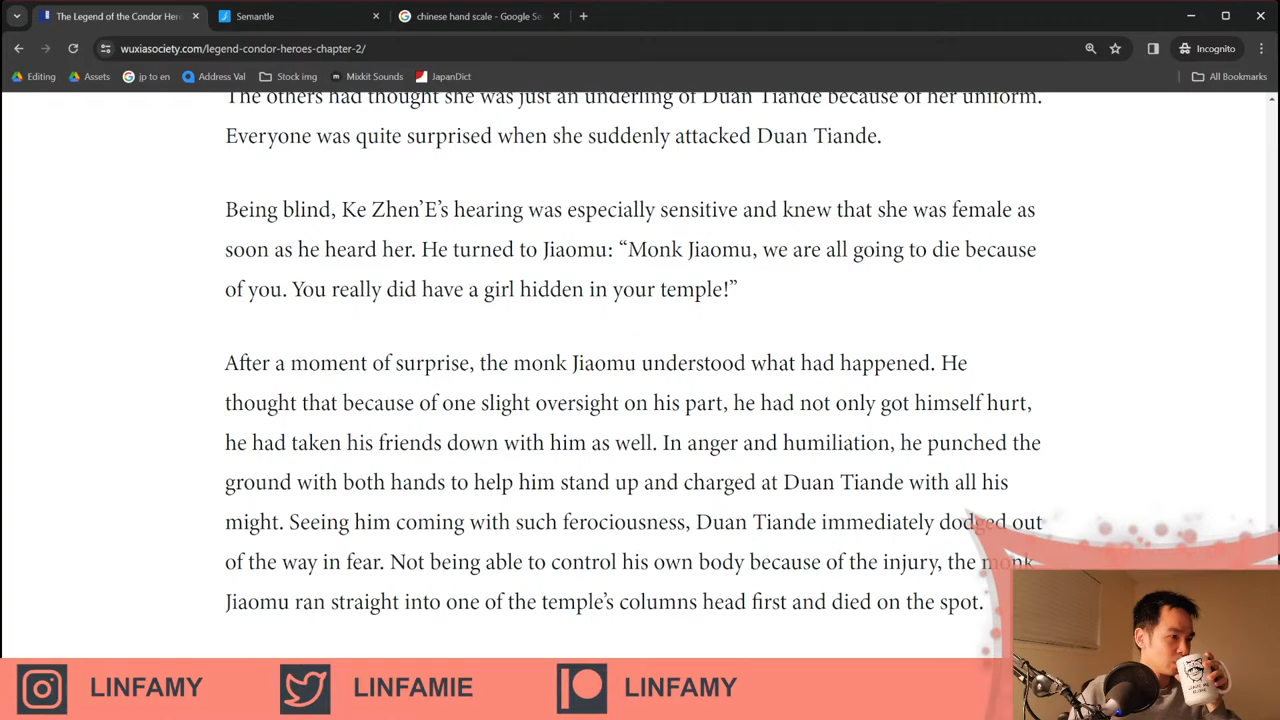 The Legend of the Condor Her
Semantle
chinese hand scale - Google Se
wuxiasociety.com/legend-condor-heroes-chapter-2/
Incognito
Editing
Assets
jp to en
Address Val
Stock img
Mixkit Sounds
JapanDict
All Bookmarks
The others had thought she was just an underling of Duan Tiande because of her uniform.
Everyone was quite surprised when she suddenly attacked Duan Tiande.
Being blind, Ke Zhen’E’s hearing was especially sensitive and knew that she was female as
soon as he heard her. He turned to Jiaomu: “Monk Jiaomu, we are all going to die because
of you. You really did have a girl hidden in your temple!”
After a moment of surprise, the monk Jiaomu understood what had happened. He
thought that because of one slight oversight on his part, he had not only got himself hurt,
he had taken his friends down with him as well. In anger and humiliation, he punched the
ground with both hands to help him stand up and charged at Duan Tiande with all his
might. Seeing him coming with such ferociousness, Duan Tiande immediately dodged out
of the way in fear. Not being able to control his own body because of the injury, the monk
Jiaomu ran straight into one of the temple’s columns head first and died on the spot.
LINFAMY
LINFAMIE
LINFAMY